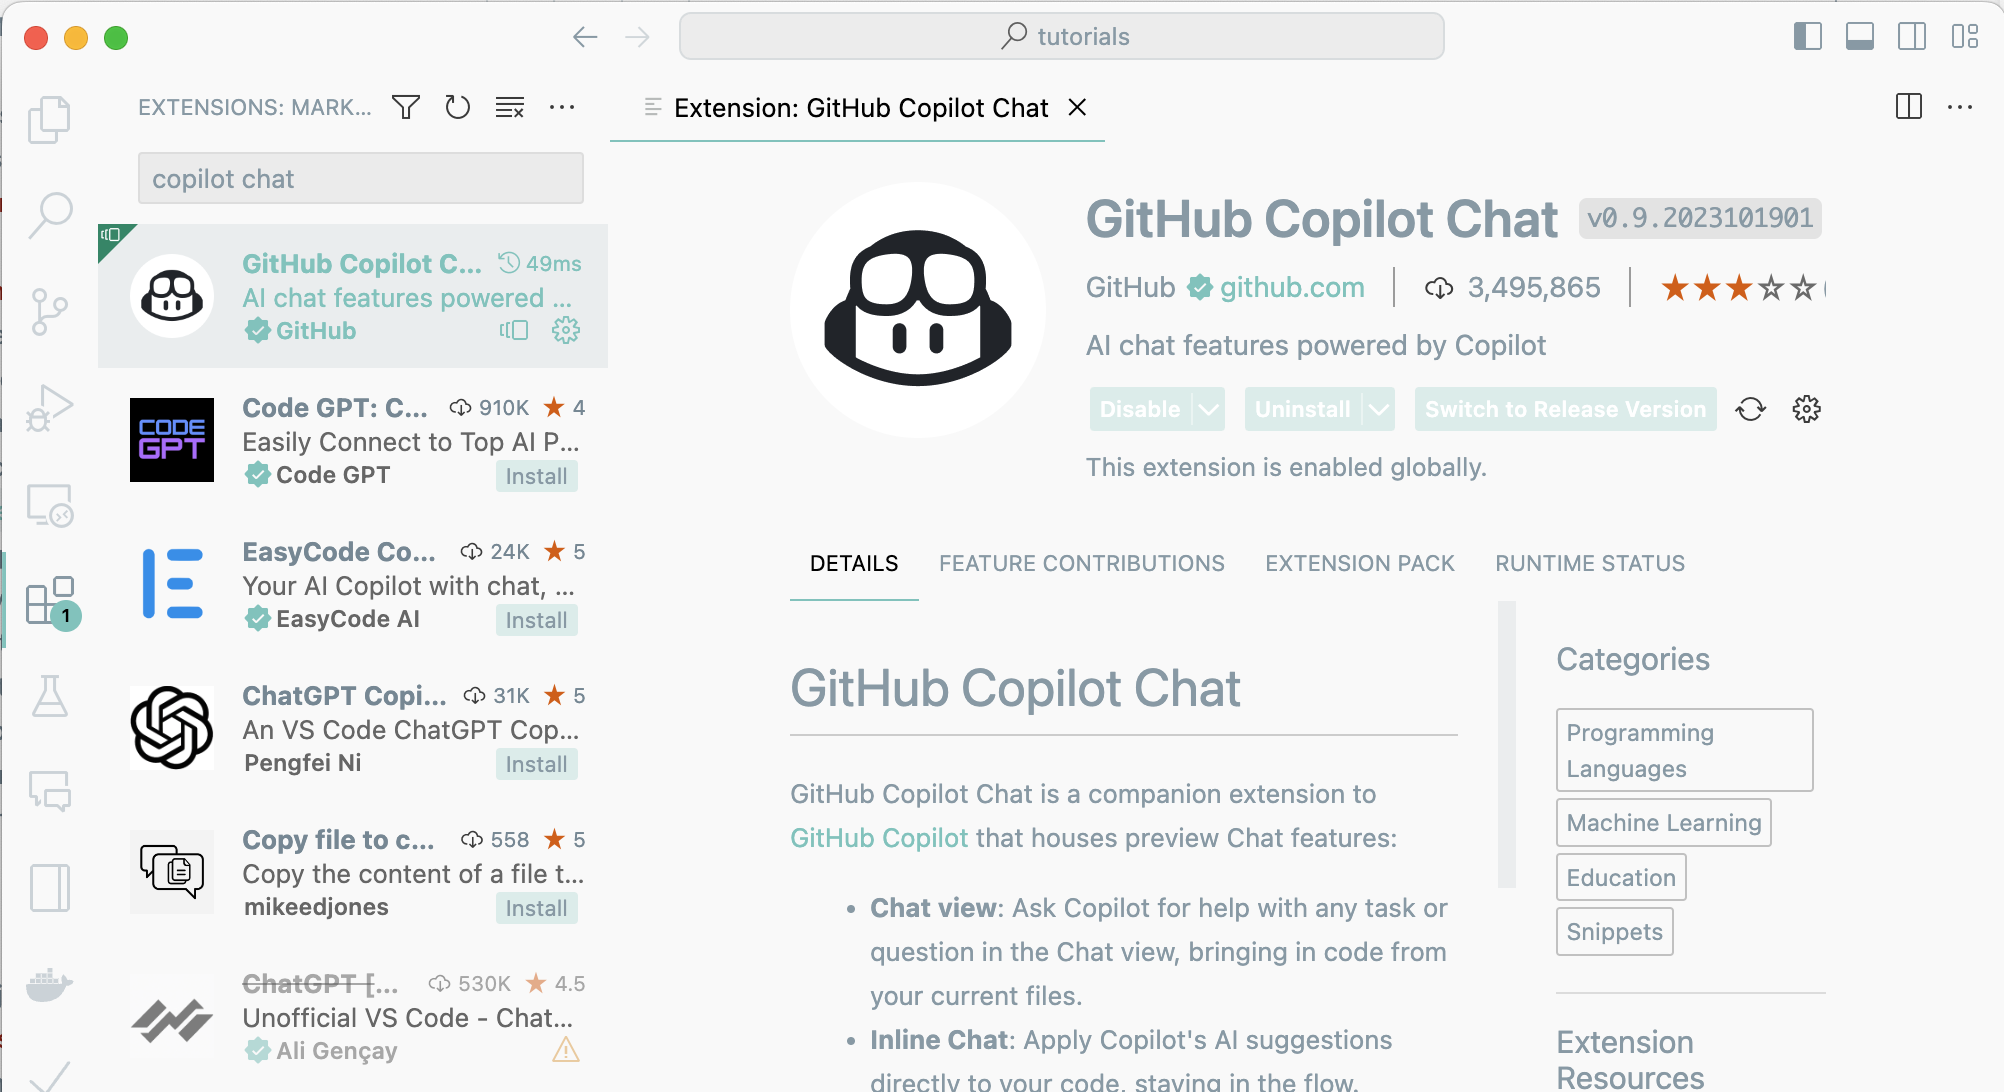 tutorials
EXTENSIONS: MARK...
copilot chat
GitHub Copilot C... 49ms
AI chat features powered ...
GitHub
CODE
GPT
Code GPT: C... 910K ★ 4
Easily Connect to Top AI P...
Code GPT Install
EasyCode Co... 24K ★ 5
Your AI Copilot with chat, ...
EasyCode AI Install
1
ChatGPT Copi... 31K ★ 5
An VS Code ChatGPT Cop...
Pengfei Ni Install
Copy file to c... 558 ★ 5
Copy the content of a file t...
mikeedjones Install
ChatGPT [... 530K ★ 4.5
Unofficial VS Code - Chat...
Ali Gençay
Extension: GitHub Copilot Chat
GitHub Copilot Chat v0.9.2023101901
GitHub github.com 3,495,865 ★★★☆☆ (
AI chat features powered by Copilot
Disable Uninstall Switch to Release Version
This extension is enabled globally.
DETAILS FEATURE CONTRIBUTIONS EXTENSION PACK RUNTIME STATUS
GitHub Copilot Chat
GitHub Copilot Chat is a companion extension to
GitHub Copilot that houses preview Chat features:
• Chat view: Ask Copilot for help with any task or
question in the Chat view, bringing in code from
your current files.
• Inline Chat: Apply Copilot's AI suggestions
directly to your code, staying in the flow.
Categories
Programming
Languages
Machine Learning
Education
Snippets
Extension
Resources